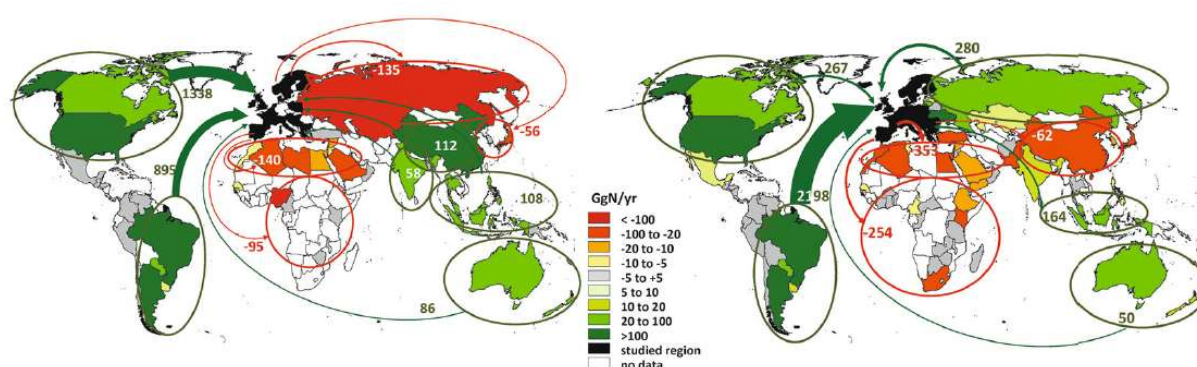 -135
1338
-56
-140
112
58
895
108
-95
86
GgN/yr
< -100
-100 to -20
-20 to -10
-10 to -5
-5 to +5
5 to 10
10 to 20
20 to 100
>100
studied region
no data
280
267
-62
-353
2198
164
-254
50